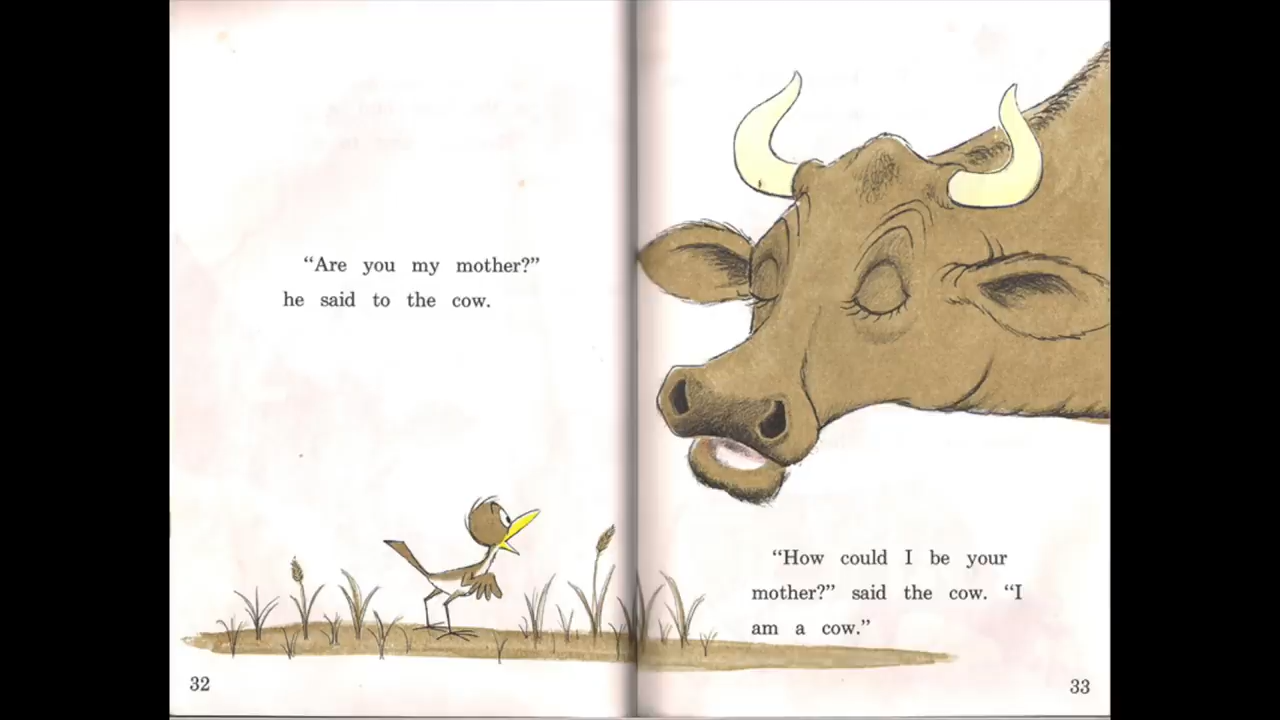 “Are you my mother?”
he said to the cow.
32
“How could I be your
mother?” said the cow. “I
am a cow.”
33